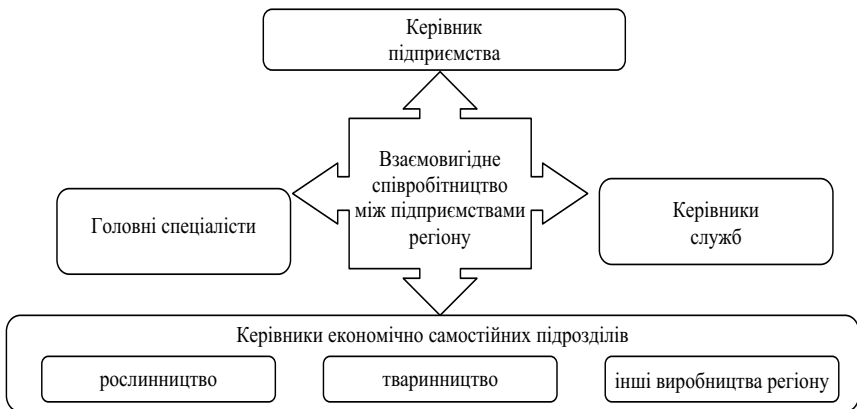 Керівник
підприємства
Взаємовигідне
співробітництво
між підприємствами
регіону
Головні спеціалісти
Керівники
служб
Керівники економічно самостійних підрозділів
рослинництво
тваринництво
інші виробництва регіону